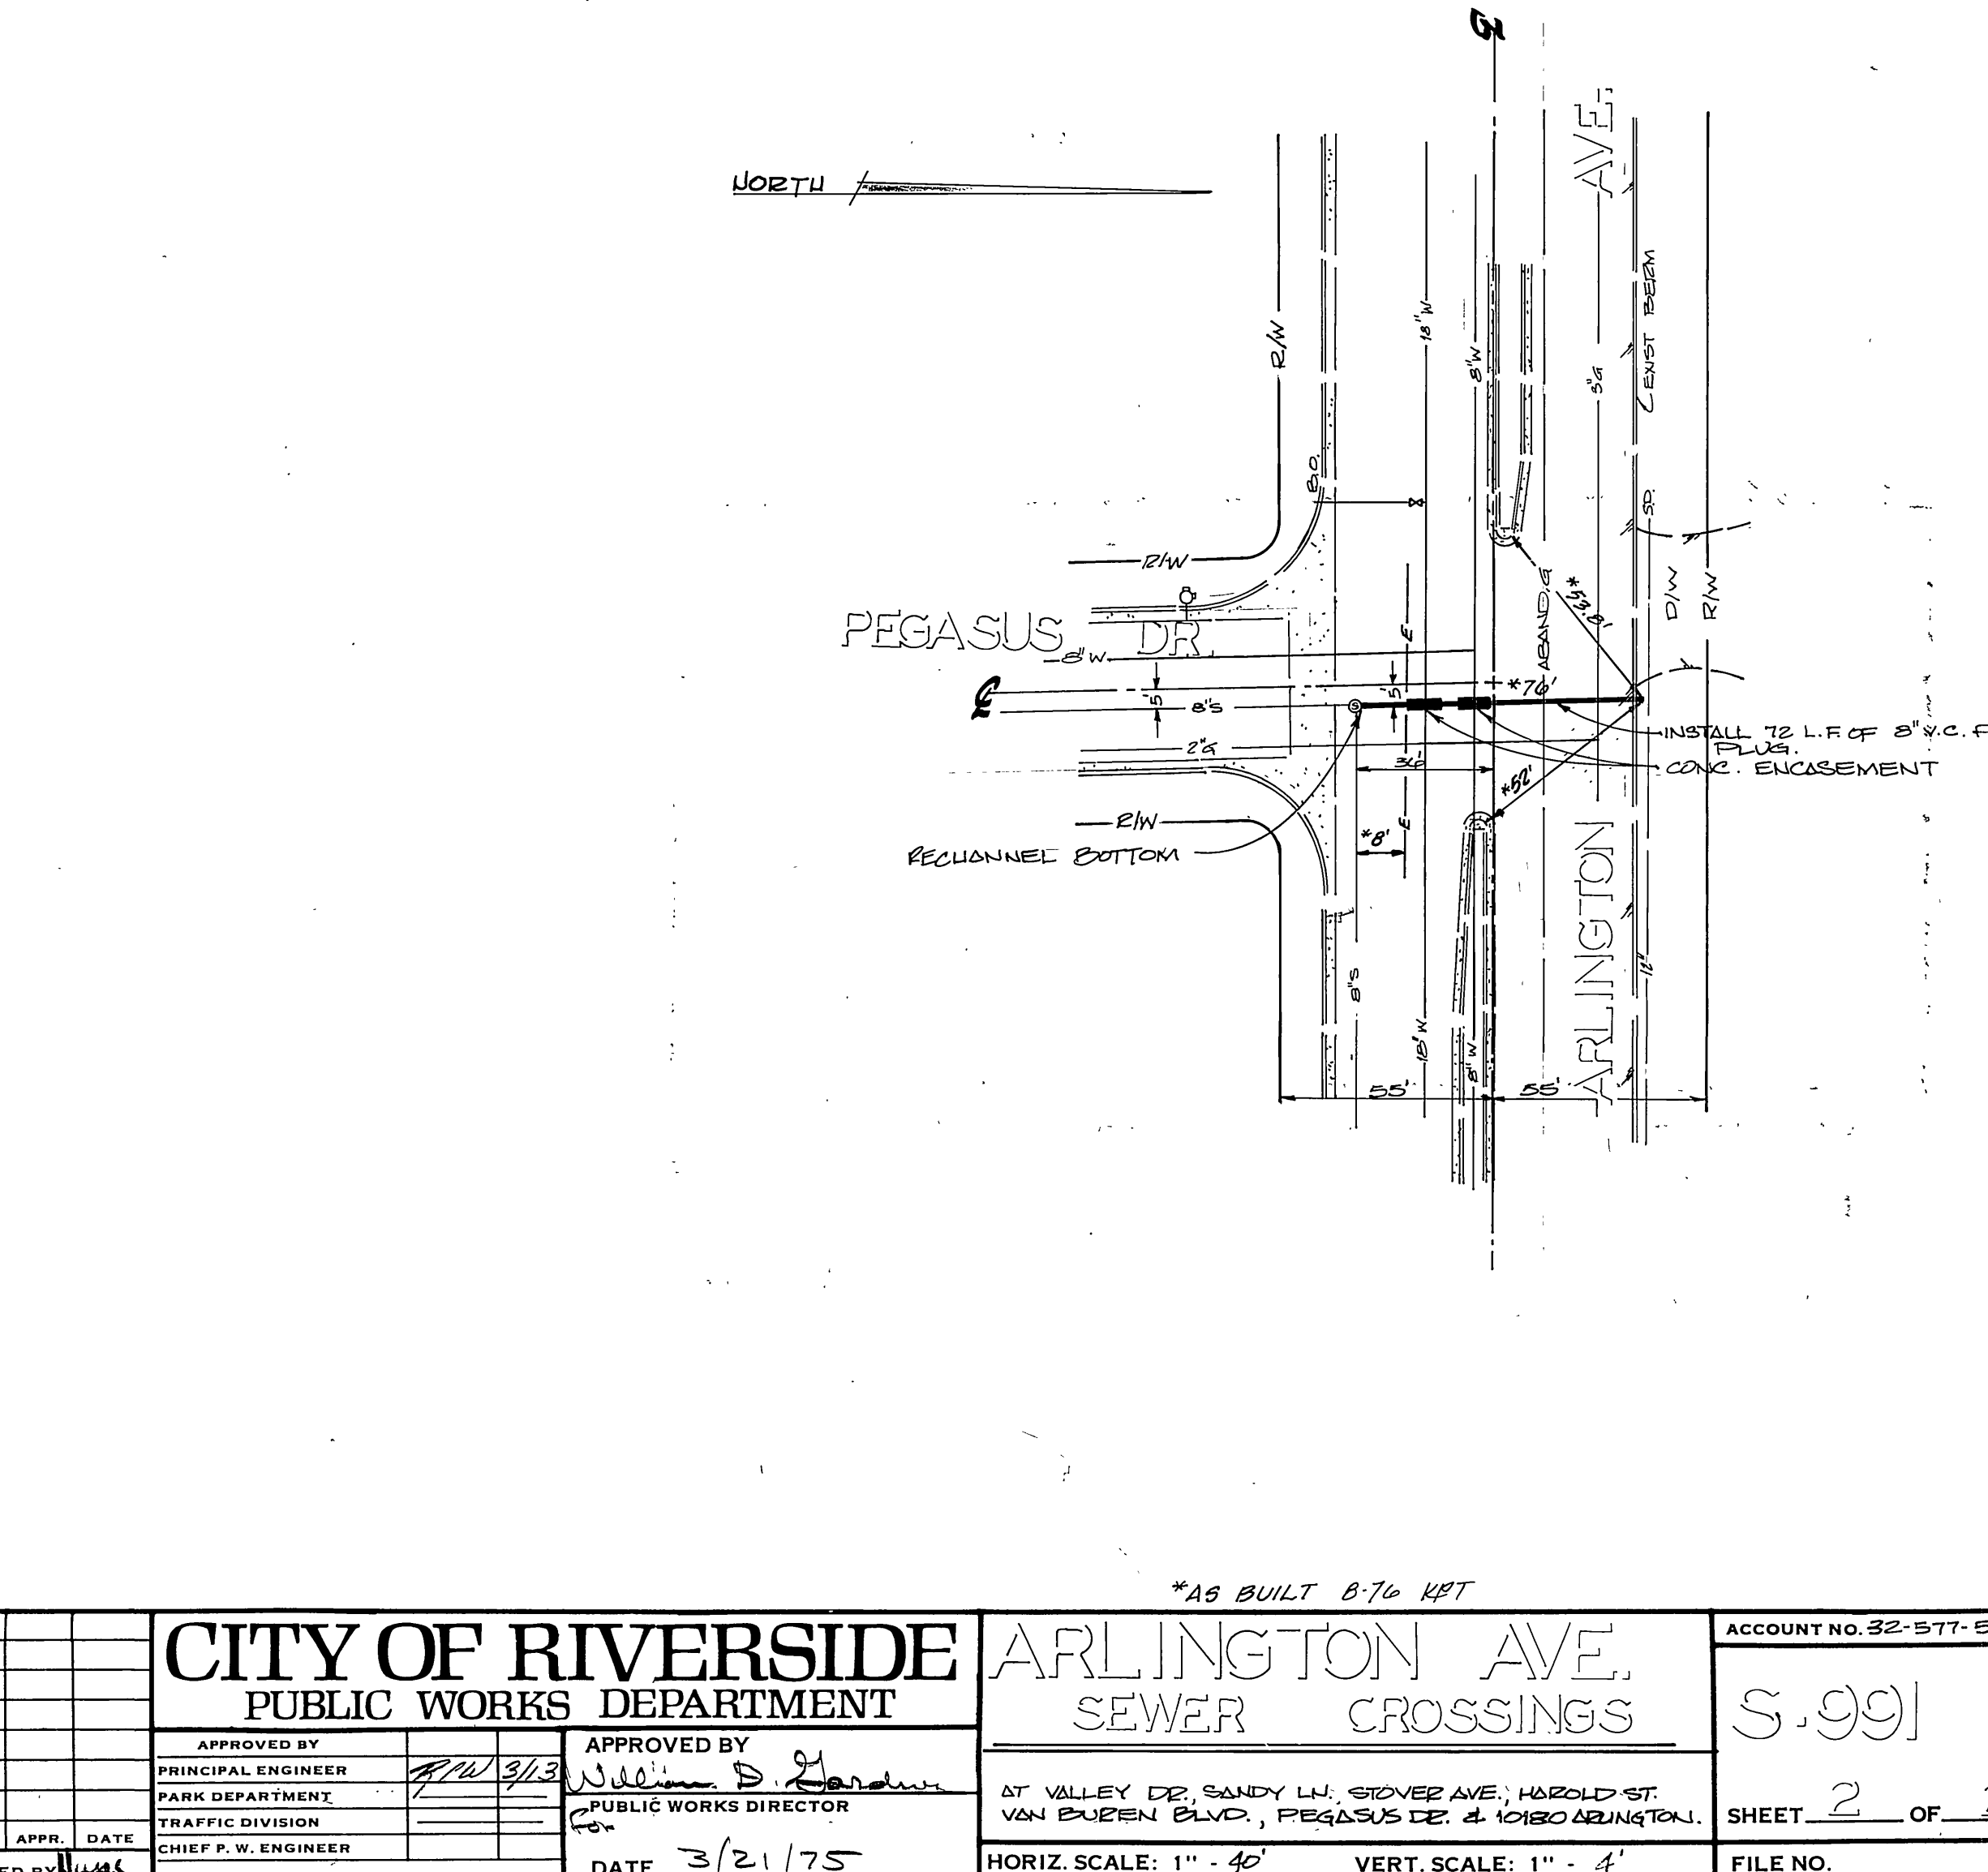 NORTH
AVE.
R/W
18"W
8"W
3"G
EXIST BERM
B.O.
S.D.
R/W
ABAND. G
*53.8'
D/W
R/W
PEGASUS DR.
8"W
E
*76'
5'
5'
8"S
INSTALL 72 L.F. OF 8" V.C.
PLUG.
2"G
CONC. ENCASEMENT
36'
*52'
R/W
*8'
E
RECHANNEL BOTTOM
ARLINGTON
12"
8"S
18"W
8"W
55'
55'
*AS BUILT 8-76 KPT
CITY OF RIVERSIDE
PUBLIC WORKS DEPARTMENT
ARLINGTON AVE.
SEWER CROSSINGS
ACCOUNT NO. 32-577-5
S-991
APPROVED BY
PRINCIPAL ENGINEER RPW 3/13
PARK DEPARTMENT
TRAFFIC DIVISION
CHIEF P. W. ENGINEER
APPR. DATE
APPROVED BY
William D. Gardner
for PUBLIC WORKS DIRECTOR
DATE 3/21/75
AT VALLEY DR., SANDY LN., STOVER AVE., HAROLD ST.
VAN BUREN BLVD., PEGASUS DR. & 10180 ARLINGTON.
SHEET 2 OF
HORIZ. SCALE: 1" - 40' VERT. SCALE: 1" - 4'
FILE NO.